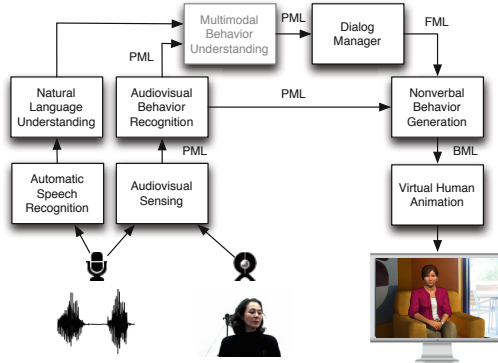 Multimodal
Behavior
Understanding
PML
Dialog
Manager
FML
PML
Natural
Language
Understanding
Audiovisual
Behavior
Recognition
PML
Nonverbal
Behavior
Generation
PML
BML
Automatic
Speech
Recognition
Audiovisual
Sensing
Virtual Human
Animation